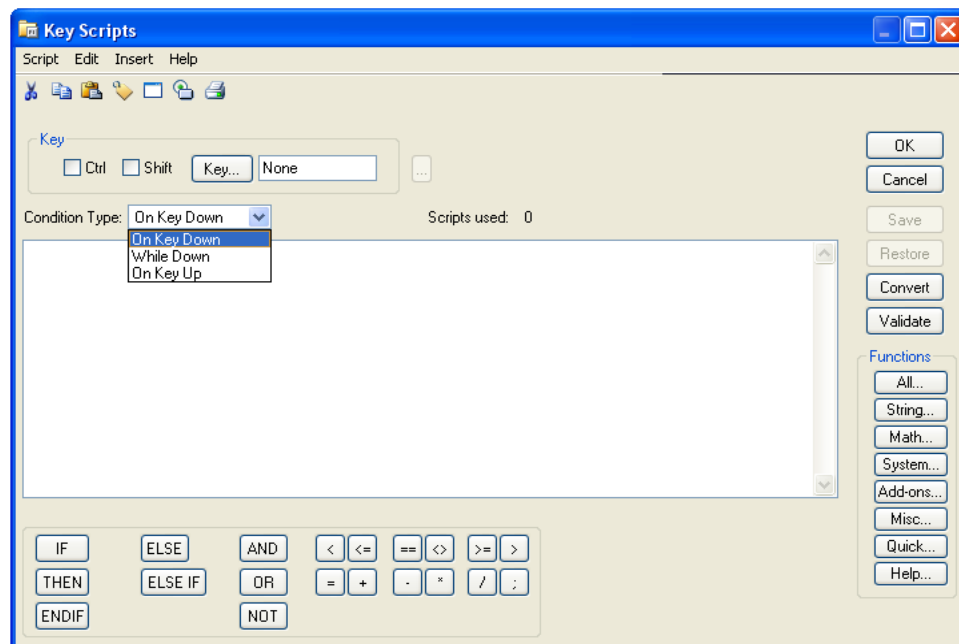 Key Scripts
Script Edit Insert Help
Key
Ctrl Shift Key... None ...
OK
Cancel
Condition Type: On Key Down Scripts used: 0
On Key Down
While Down
On Key Up
Save
Restore
Convert
Validate
Functions
All...
String...
Math...
System...
Add-ons...
Misc...
Quick...
Help...
IF ELSE AND < <= == <> >= >
THEN ELSE IF OR = + - * / ;
ENDIF NOT